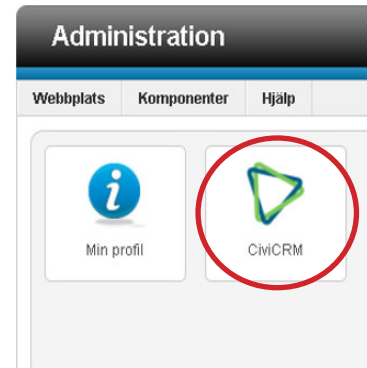 Administration
Webbplats Komponenter Hjälp
Min profil CiviCRM